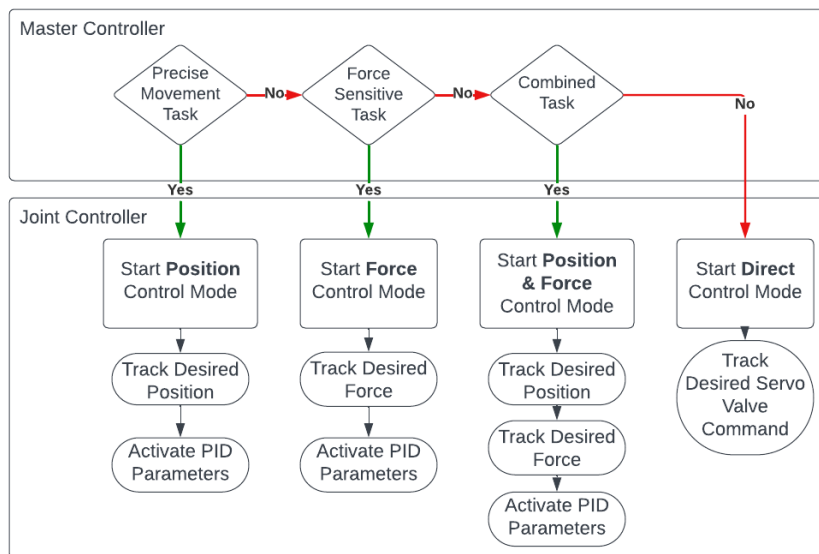 Master Controller
Precise
Movement
Task
No
Force
Sensitive
Task
No
Combined
Task
No
Yes
Yes
Yes
Joint Controller
Start Position
Control Mode
Start Force
Control Mode
Start Position
& Force
Control Mode
Start Direct
Control Mode
Track Desired
Position
Activate PID
Parameters
Track Desired
Force
Activate PID
Parameters
Track Desired
Position
Track Desired
Force
Activate PID
Parameters
Track
Desired Servo
Valve
Command